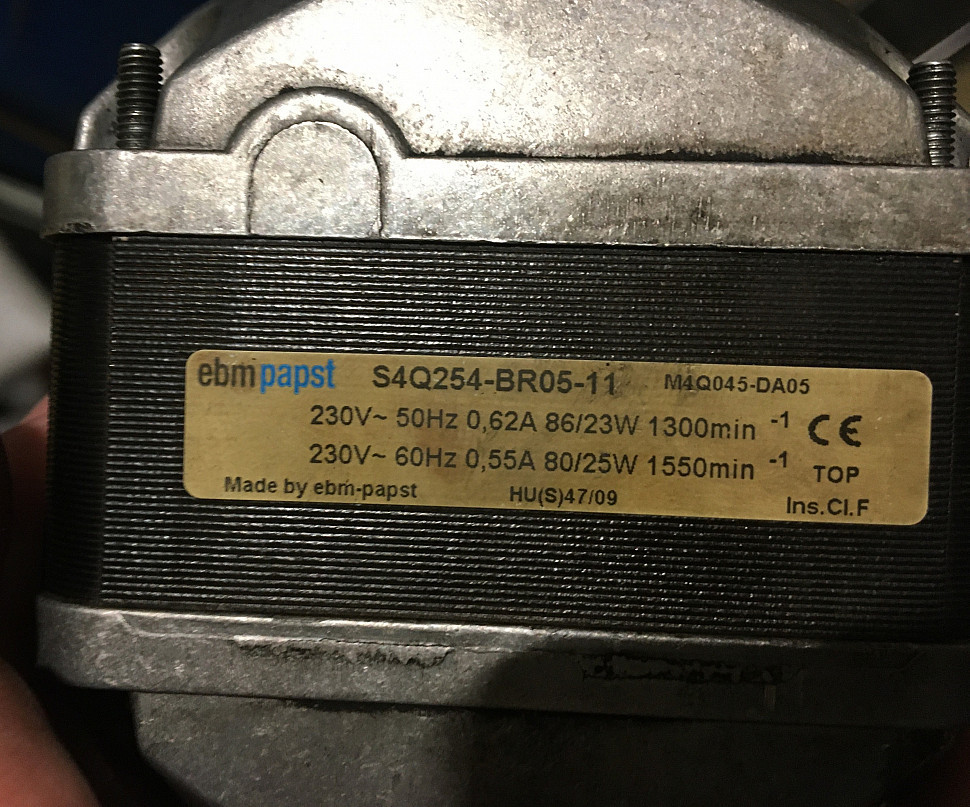 ebmpapst S4Q254-BR05-11 M4Q045-DA05
230V~ 50Hz 0,62A 86/23W 1300min -1 CE
230V~ 60Hz 0,55A 80/25W 1550min -1 TOP
Made by ebm-papst HU(S)47/09 Ins.Cl.F